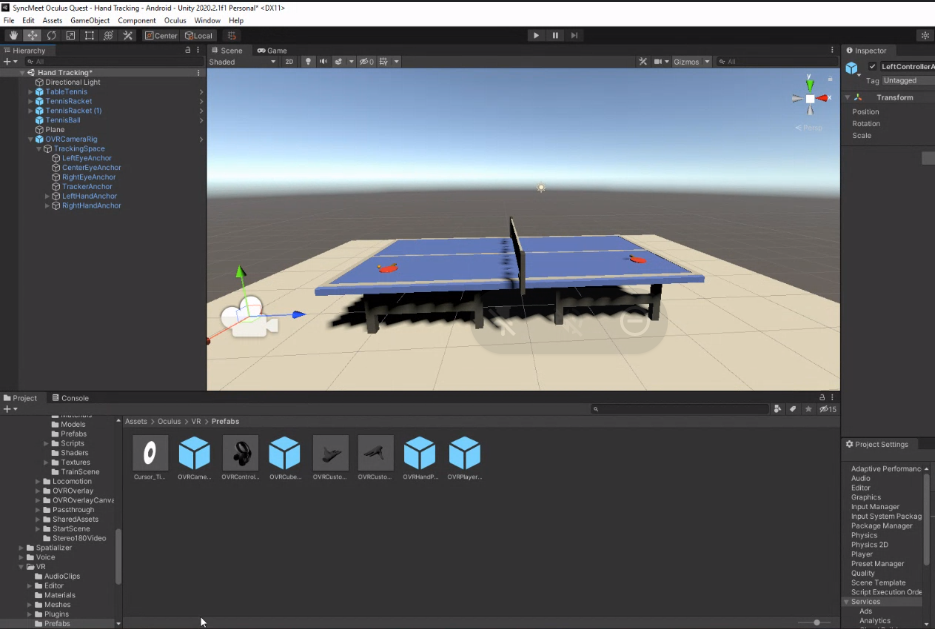 SyncMeet Oculus Quest - Hand Tracking - Android - Unity 2020.2.1f1 Personal* <DX11>
File Edit Assets GameObject Component Oculus Window Help
Center Local
Hierarchy
All
Hand Tracking*
Directional Light
TableTennis
TennisRacket
TennisRacket (1)
TennisBall
Plane
OVRCameraRig
TrackingSpace
LeftEyeAnchor
CenterEyeAnchor
RightEyeAnchor
TrackerAnchor
LeftHandAnchor
RightHandAnchor
Scene Game
Shaded 2D 0 Gizmos All
y
Persp
Inspector
LeftControllerA
Tag Untagged
Transform
Position
Rotation
Scale
Project Console
15
Models
Prefabs
Scripts
Shaders
Textures
TrainScene
Locomotion
OVROverlay
OVROverlayCanva
Passthrough
SharedAssets
StartScene
Stereo180Video
Spatializer
Voice
VR
AudioClips
Editor
Materials
Meshes
Plugins
Prefabs
Assets > Oculus > VR > Prefabs
Cursor_Ti... OVRCame... OVRControl... OVRCube... OVRCusto... OVRCusto... OVRHandP... OVRPlayer...
Project Settings
Adaptive Performanc
Audio
Editor
Graphics
Input Manager
Input System Packag
Package Manager
Physics
Physics 2D
Player
Preset Manager
Quality
Scene Template
Script Execution Orde
Services
Ads
Analytics